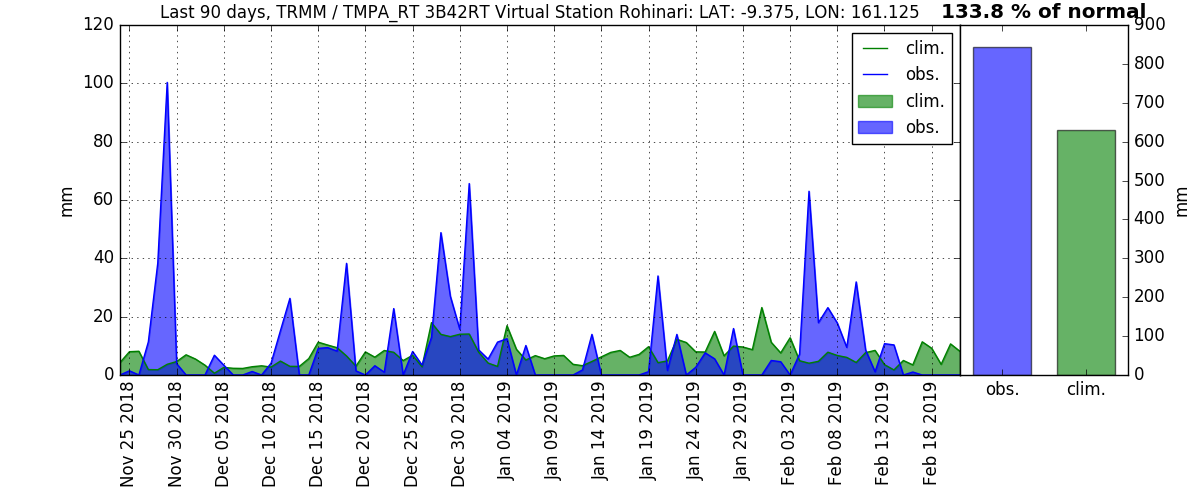 Last 90 days, TRMM / TMPA_RT 3B42RT Virtual Station Rohinari: LAT: -9.375, LON: 161.125
133.8 % of normal
clim.
obs.
clim.
obs.
mm
120
100
80
60
40
20
0
900
800
700
600
500
400
300
200
100
0
mm
Nov 25 2018
Nov 30 2018
Dec 05 2018
Dec 10 2018
Dec 15 2018
Dec 20 2018
Dec 25 2018
Dec 30 2018
Jan 04 2019
Jan 09 2019
Jan 14 2019
Jan 19 2019
Jan 24 2019
Jan 29 2019
Feb 03 2019
Feb 08 2019
Feb 13 2019
Feb 18 2019
obs.
clim.